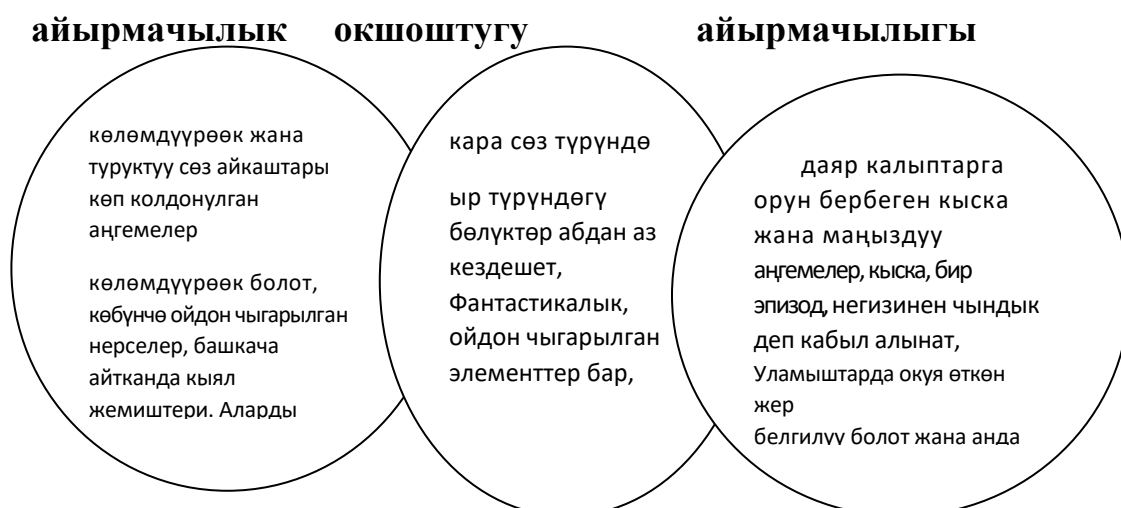 айырмачылык окшоштугу айырмачылыгы
көлөмдүүрөөк жана
туруктуу сөз айкаштары
көп колдонулган
аңгемелер
көлөмдүүрөөк болот,
көбүнчө ойдон чыгарылган
нерселер, башкача
айтканда кыял
жемиштери. Аларды
кара сөз түрүндө
ыр түрүндөгү
бөлүктөр абдан аз
кездешет,
Фантастикалык,
ойдон чыгарылган
элементтер бар,
даяр калыптарга
орун бербеген кыска
жана маңыздуу
аңгемелер, кыска, бир
эпизод, негизинен чындык
деп кабыл алынат,
Уламыштарда окуя өткөн
жер
белгилүү болот жана анда